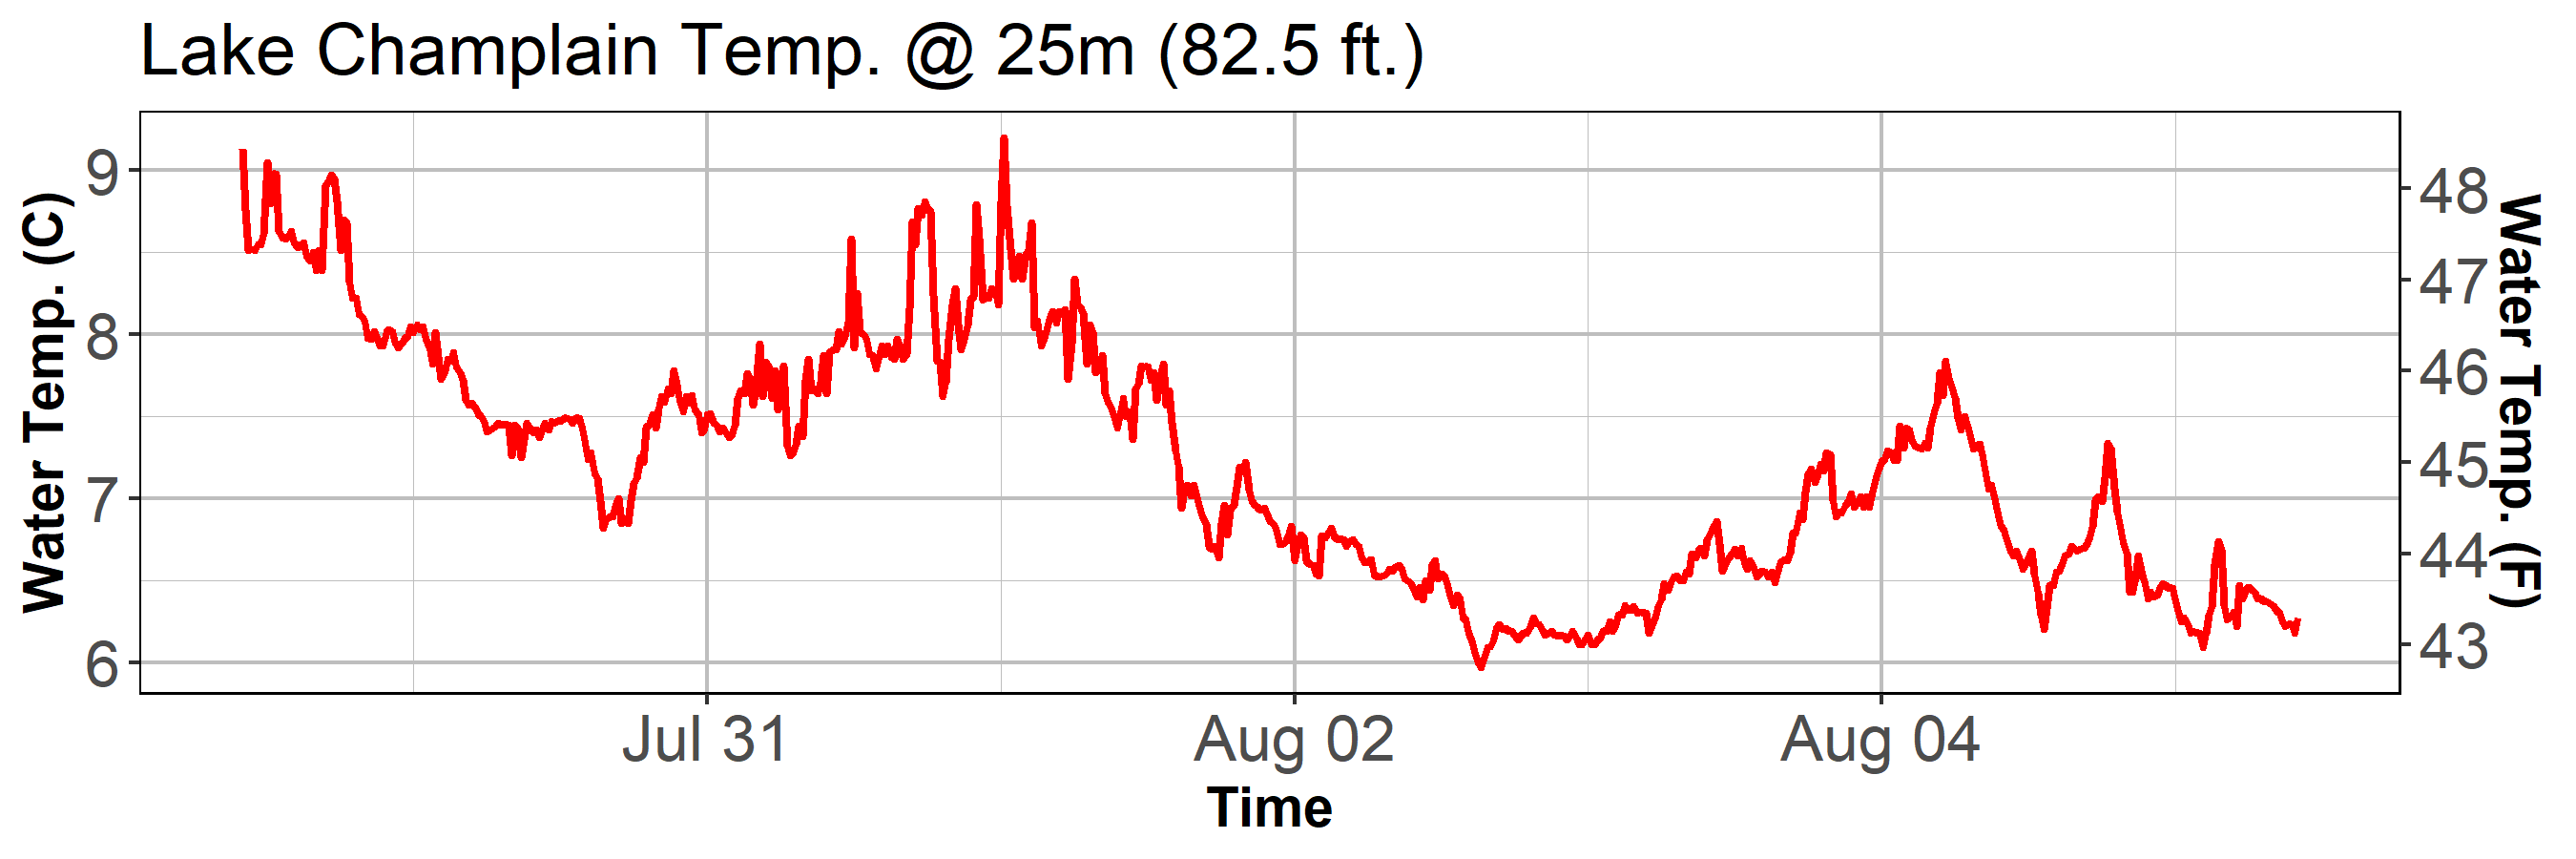 Lake Champlain Temp. @ 25m (82.5 ft.)
Water Temp. (C)
9
8
7
6
48
47
46
45
44
43
Water Temp. (F)
Jul 31
Aug 02
Aug 04
Time